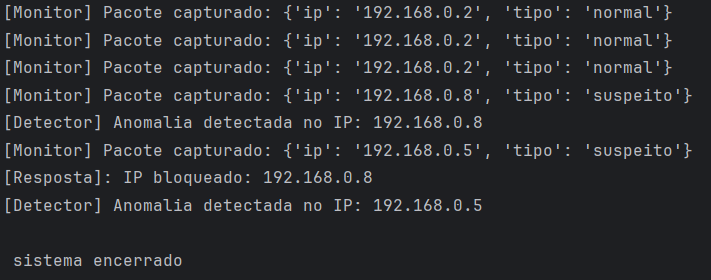 [Monitor] Pacote capturado: {'ip': '192.168.0.2', 'tipo': 'normal'}
[Monitor] Pacote capturado: {'ip': '192.168.0.2', 'tipo': 'normal'}
[Monitor] Pacote capturado: {'ip': '192.168.0.2', 'tipo': 'normal'}
[Monitor] Pacote capturado: {'ip': '192.168.0.8', 'tipo': 'suspeito'}
[Detector] Anomalia detectada no IP: 192.168.0.8
[Monitor] Pacote capturado: {'ip': '192.168.0.5', 'tipo': 'suspeito'}
[Resposta]: IP bloqueado: 192.168.0.8
[Detector] Anomalia detectada no IP: 192.168.0.5
sistema encerrado